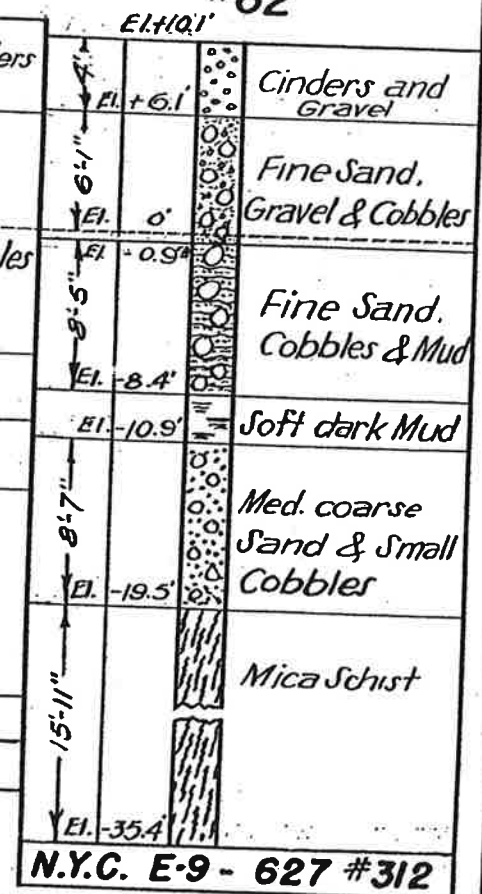 62
El.+10.1'
4'
El. +6.1'
Cinders and
Gravel
6'-1"
El. 0'
Fine Sand.
Gravel & Cobbles
El. -0.9'
8'-5"
El. -8.4'
Fine Sand.
Cobbles & Mud
El. -10.9'
Soft dark Mud
8'-7"
El. -19.5'
Med. coarse
Sand & Small
Cobbles
15'-11"
El. -35.4'
Mica Schist
N.Y.C. E-9 - 627 #312